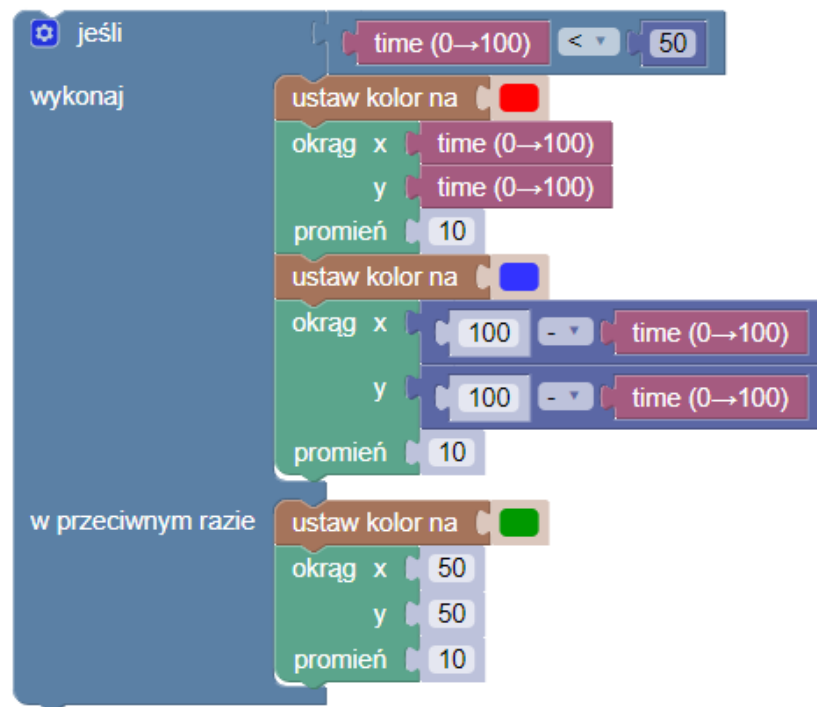 jeśli time (0→100) < 50
wykonaj ustaw kolor na
okrąg x time (0→100)
y time (0→100)
promień 10
ustaw kolor na
okrąg x 100 - time (0→100)
y 100 - time (0→100)
promień 10
w przeciwnym razie ustaw kolor na
okrąg x 50
y 50
promień 10